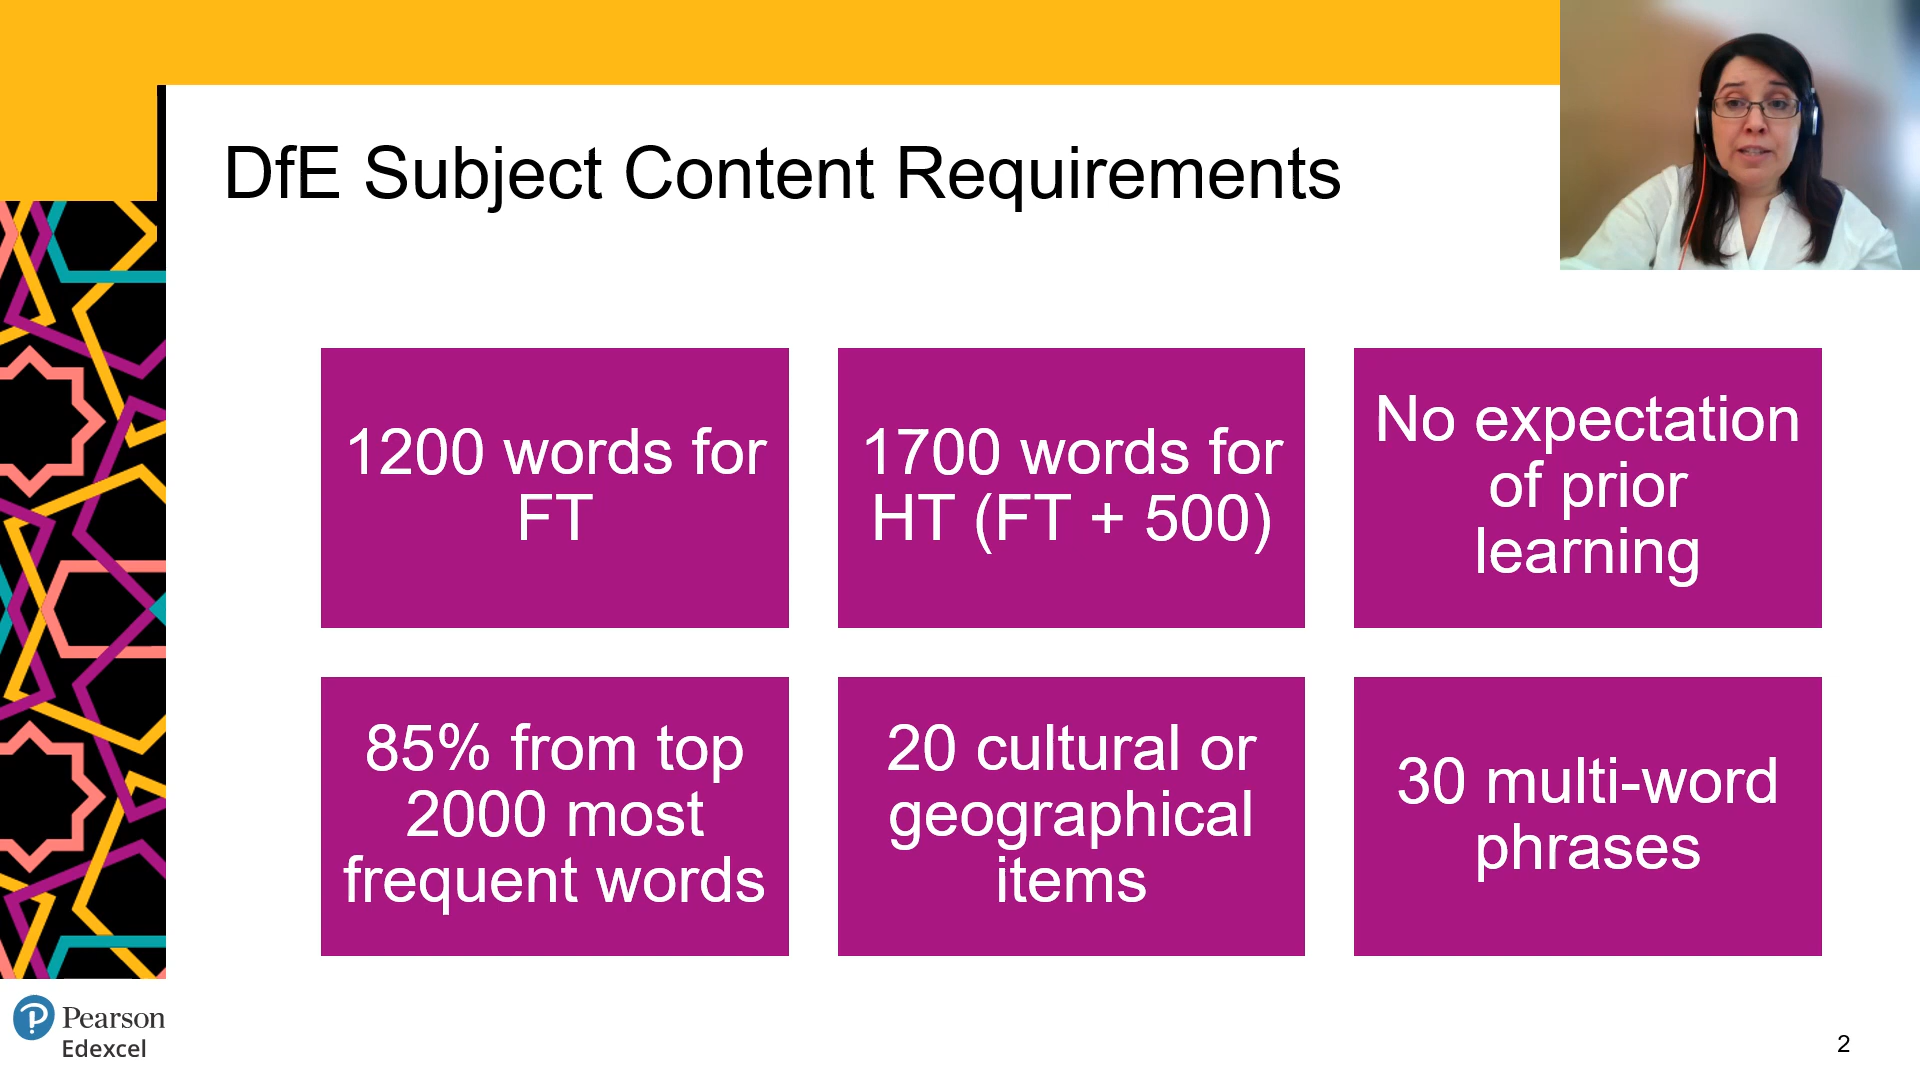 DfE Subject Content Requirements
1200 words for
FT
1700 words for
HT (FT + 500)
No expectation
of prior
learning
85% from top
2000 most
frequent words
20 cultural or
geographical
items
30 multi-word
phrases
Pearson
Edexcel
2